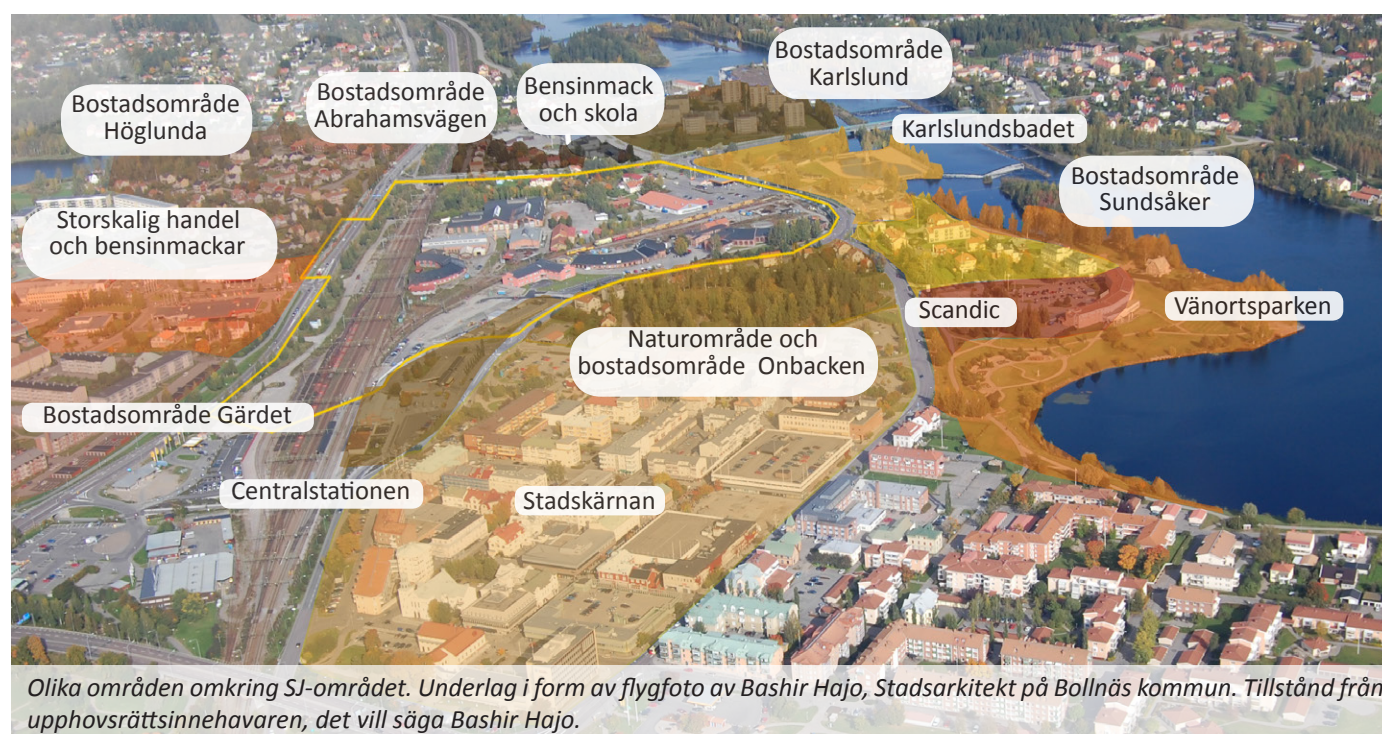 Bostadsområde
Höglunda
Bostadsområde
Abrahamsvägen
Bensinmack
och skola
Bostadsområde
Karlslund
Karlslundsbadet
Bostadsområde
Sundsåker
Storskalig handel
och bensinmackar
Scandic
Vänortsparken
Naturområde och
bostadsområde Onbacken
Bostadsområde Gärdet
Centralstationen
Stadskärnan
Olika områden omkring SJ-området. Underlag i form av flygfoto av Bashir Hajo, Stadsarkitekt på Bollnäs kommun. Tillstånd från
upphovsrättsinnehavaren, det vill säga Bashir Hajo.